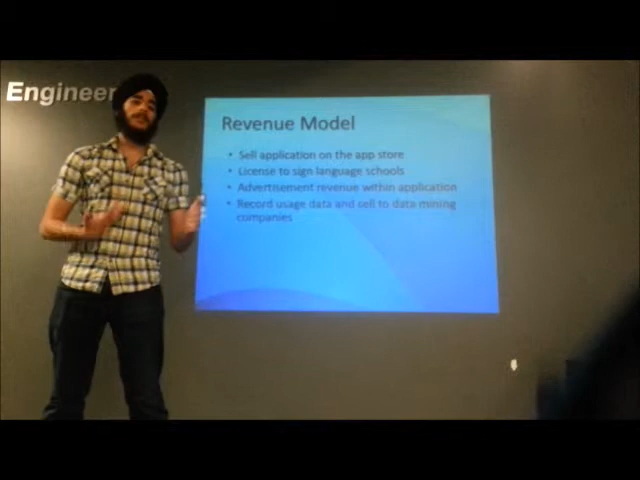 Engineer
Revenue Model
• Sell application on the app store
• License to sign language schools
• Advertisement revenue within application
• Record usage data and sell to data mining
companies